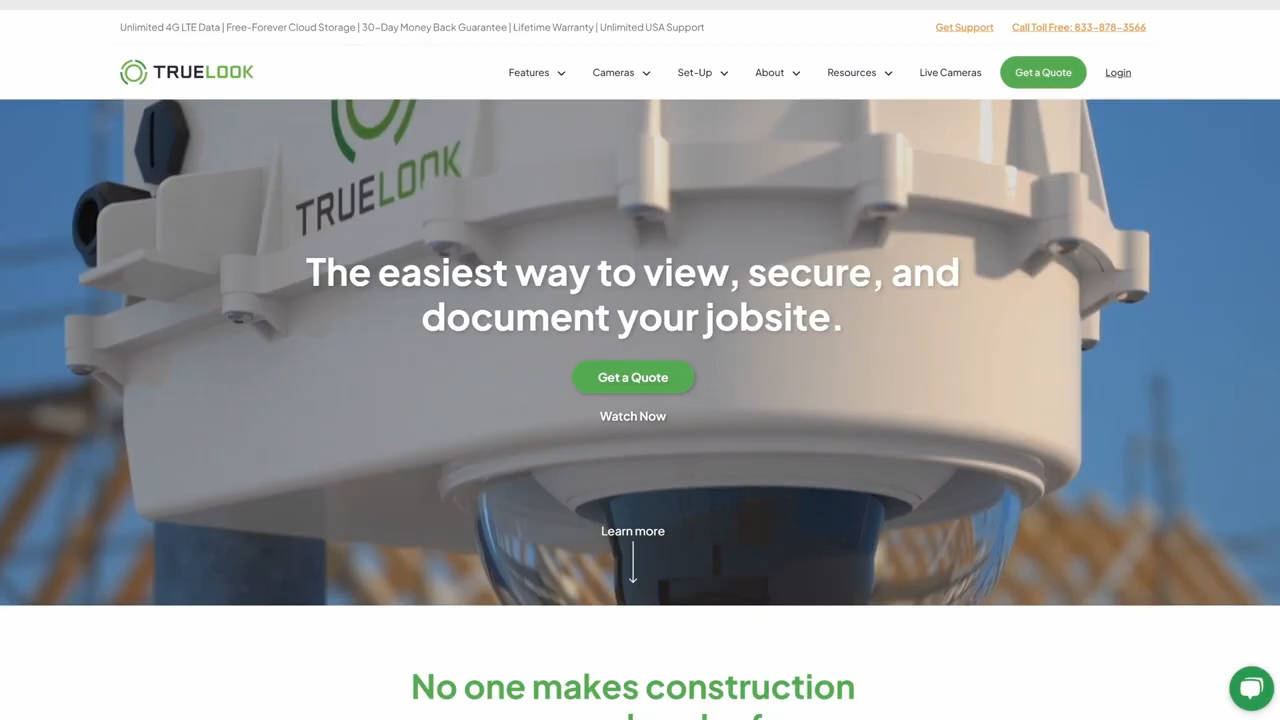 Unlimited 4G LTE Data | Free-Forever Cloud Storage | 30-Day Money Back Guarantee | Lifetime Warranty | Unlimited USA Support
Get Support
Call Toll Free: 833-878-3566
TRUELOOK
Features
Cameras
Set-Up
About
Resources
Live Cameras
Get a Quote
Login
TRUELOOK
The easiest way to view, secure, and
document your jobsite.
Get a Quote
Watch Now
Learn more
No one makes construction